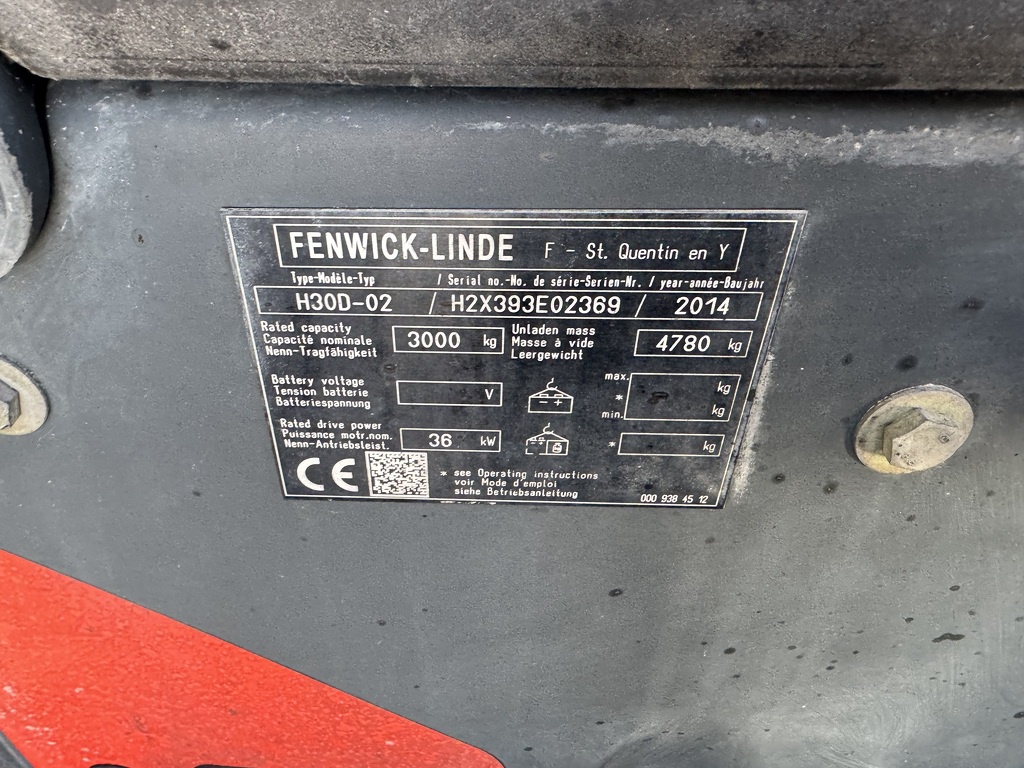 FENWICK-LINDE F - St. Quentin en Y
Type-Modèle-Typ / Serial no.-No. de série-Serien-Nr. / year-année-Baujahr
H30D-02 / H2X393E02369 / 2014
Rated capacity
Capacité nominale
Nenn-Tragfähigkeit
3000 kg
Unladen mass
Masse à vide
Leergewicht
4780 kg
Battery voltage
Tension batterie
Batteriespannung
V
- +
max. kg
*
min. kg
Rated drive power
Puissance motr.nom.
Nenn-Antriebsleist.
36 kW
- +
* kg
CE
* see Operating instructions
voir Mode d'emploi
siehe Betriebsanleitung
000 938 45 12